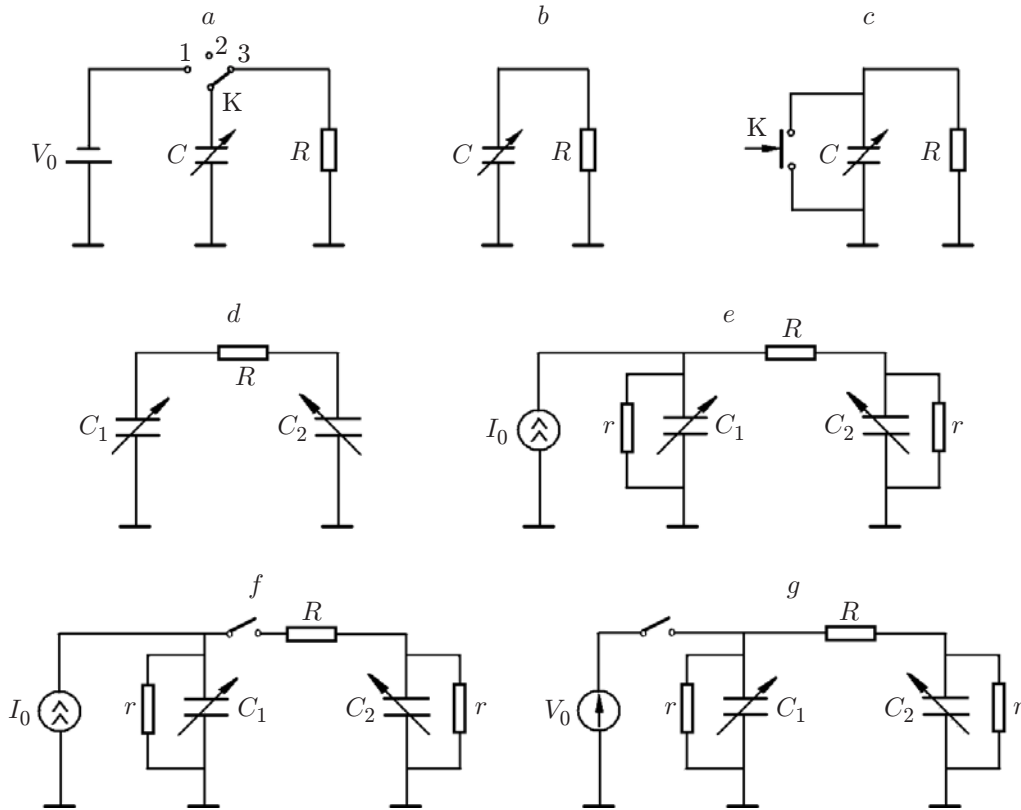 a b c
1 2 3
K
V₀ C R
C R
K C R
d e
R R
C₁ C₂
I₀ r C₁ C₂ r
f g
R R
I₀ r C₁ C₂ r
V₀ r C₁ C₂ r